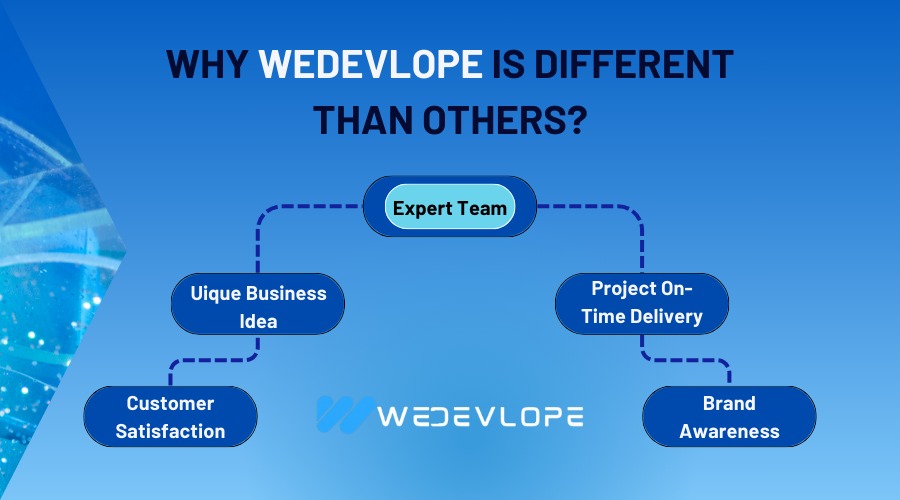 WHY WEDEVLOPE IS DIFFERENT
THAN OTHERS?
Expert Team
Uique Business
Idea
Project On-
Time Delivery
Customer
Satisfaction
Brand
Awareness
WEDEVLOPE